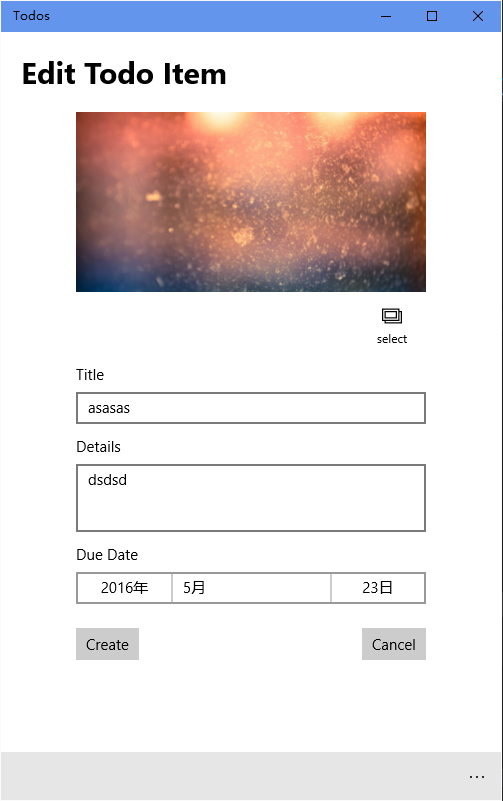 Todos
Edit Todo Item
select
Title
asasas
Details
dsdsd
Due Date
2016年 5月 23日
Create Cancel